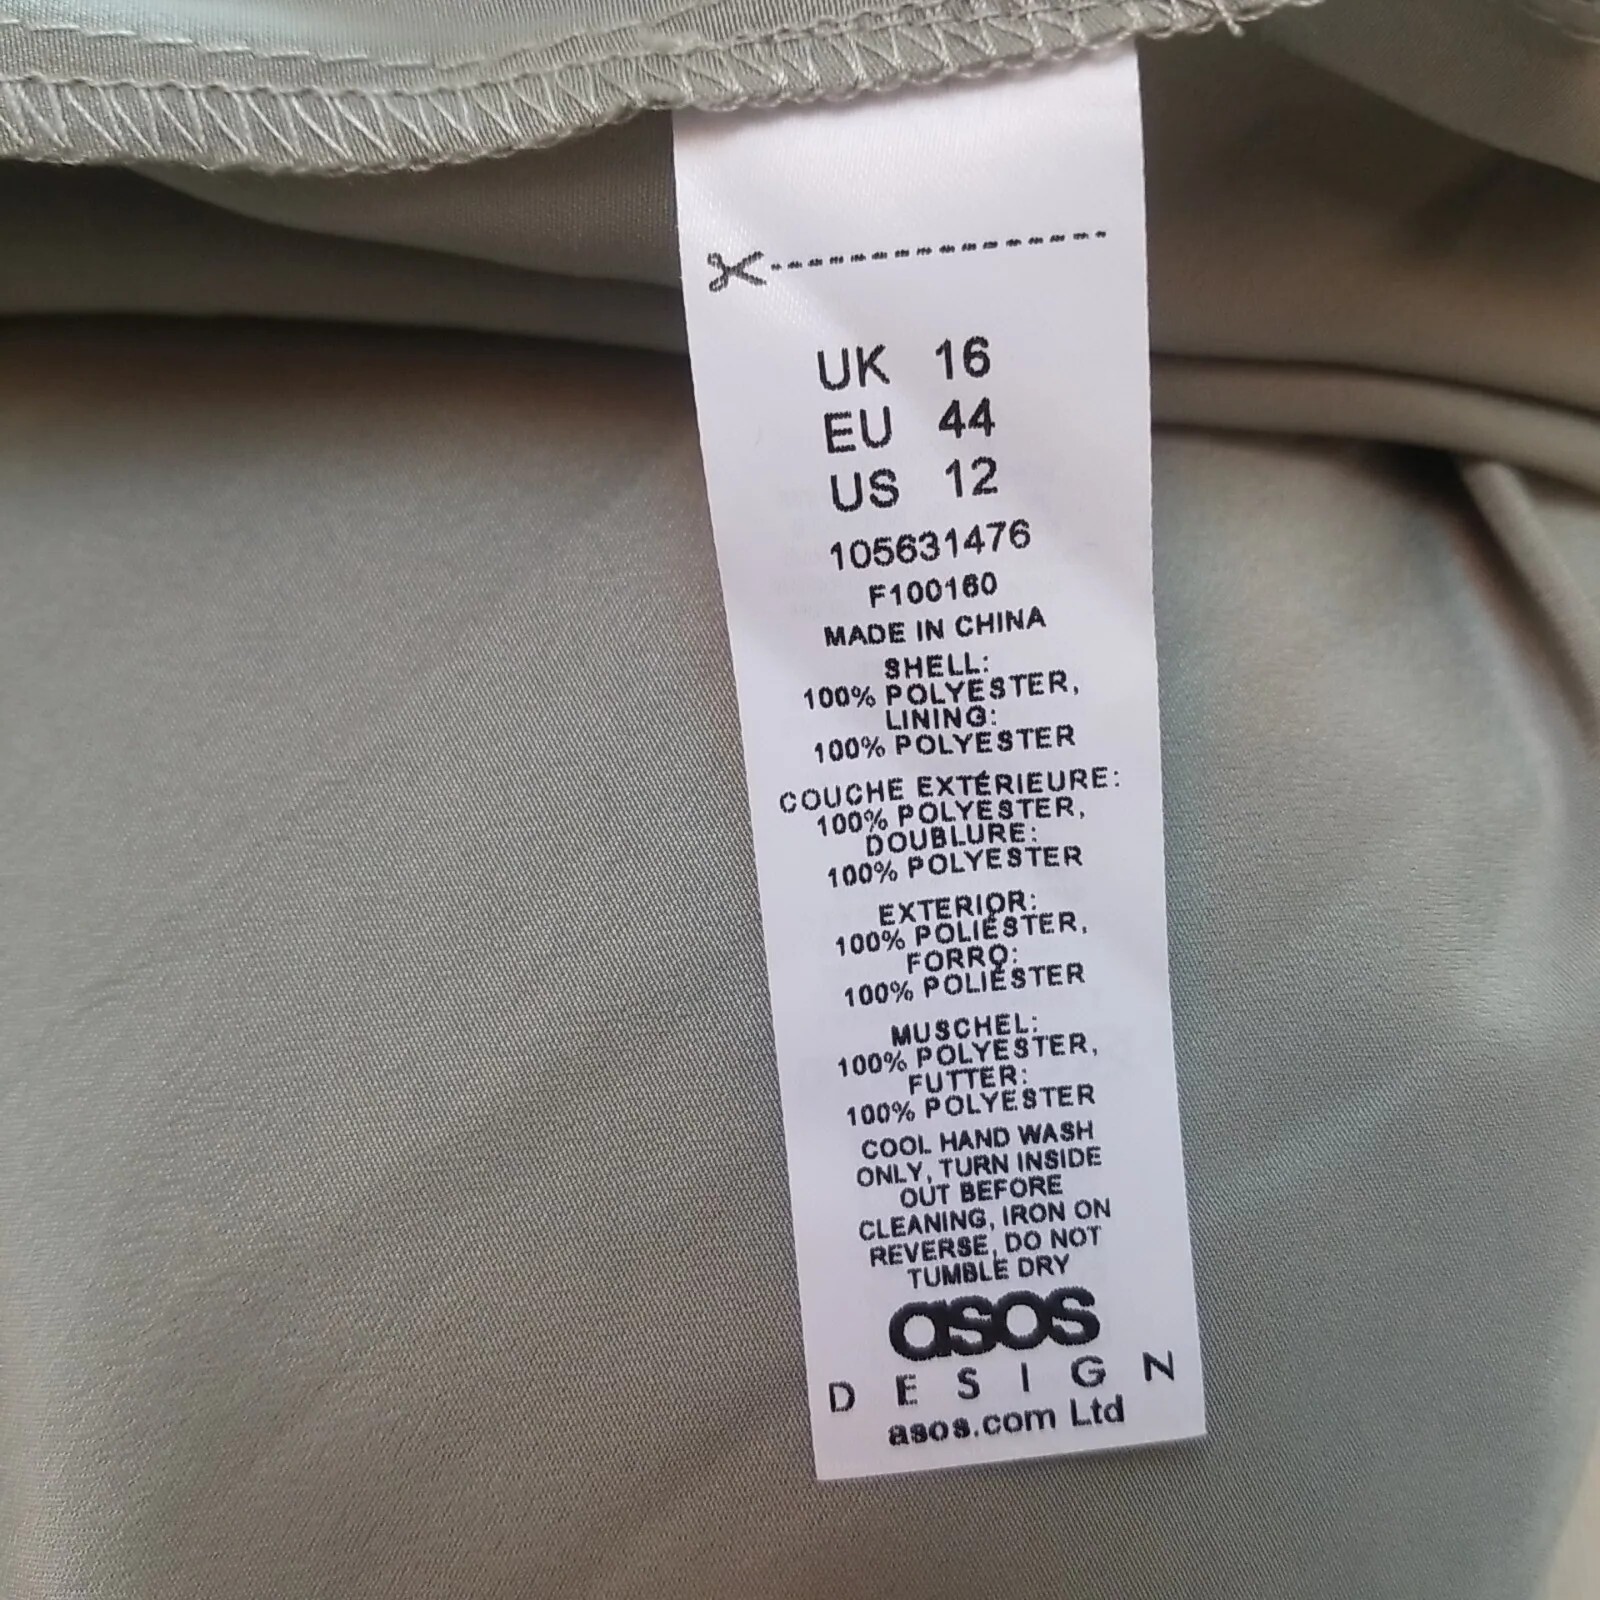 UK 16
EU 44
US 12
105631476
F100160
MADE IN CHINA
SHELL:
100% POLYESTER,
LINING:
100% POLYESTER
COUCHE EXTÉRIEURE:
100% POLYESTER,
DOUBLURE:
100% POLYESTER
EXTERIOR:
100% POLIÉSTER,
FORRO:
100% POLIÉSTER
MUSCHEL:
100% POLYESTER,
FUTTER:
100% POLYESTER
COOL HAND WASH
ONLY, TURN INSIDE
OUT BEFORE
CLEANING, IRON ON
REVERSE, DO NOT
TUMBLE DRY
asos
DESIGN
asos.com Ltd